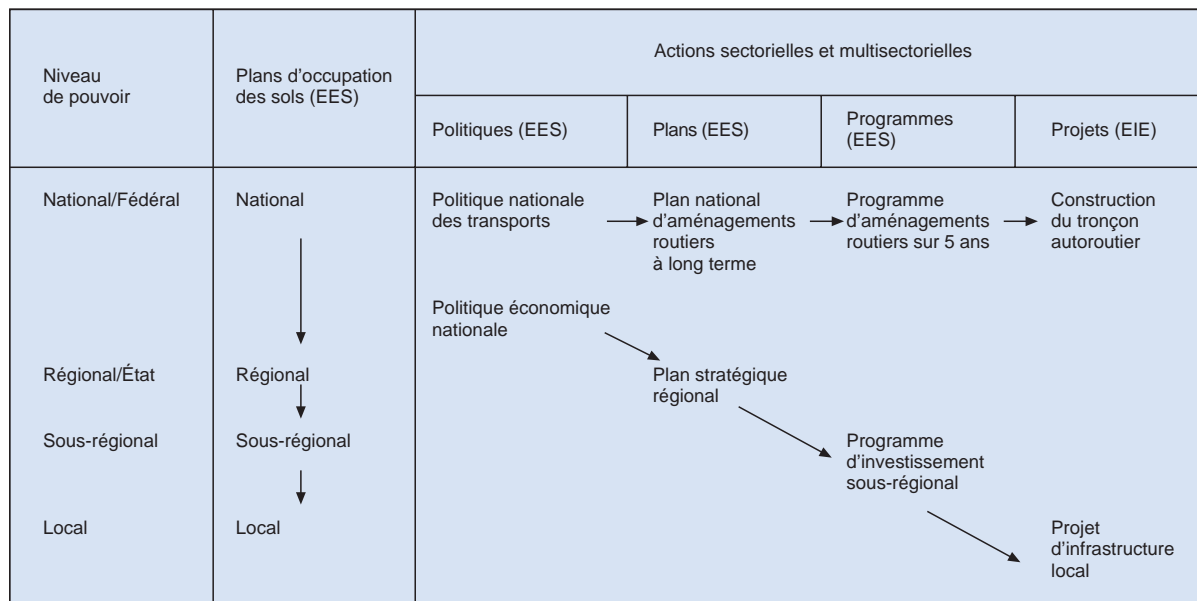 Niveau
de pouvoir
Plans d'occupation
des sols (EES)
Actions sectorielles et multisectorielles
Politiques (EES)
Plans (EES)
Programmes
(EES)
Projets (EIE)
National/Fédéral
National
Politique nationale
des transports
Plan national
d'aménagements
routiers
à long terme
Programme
d'aménagements
routiers sur 5 ans
Construction
du tronçon
autoroutier
Politique économique
nationale
Régional/État
Régional
Plan stratégique
régional
Sous-régional
Sous-régional
Programme
d'investissement
sous-régional
Local
Local
Projet
d'infrastructure
local